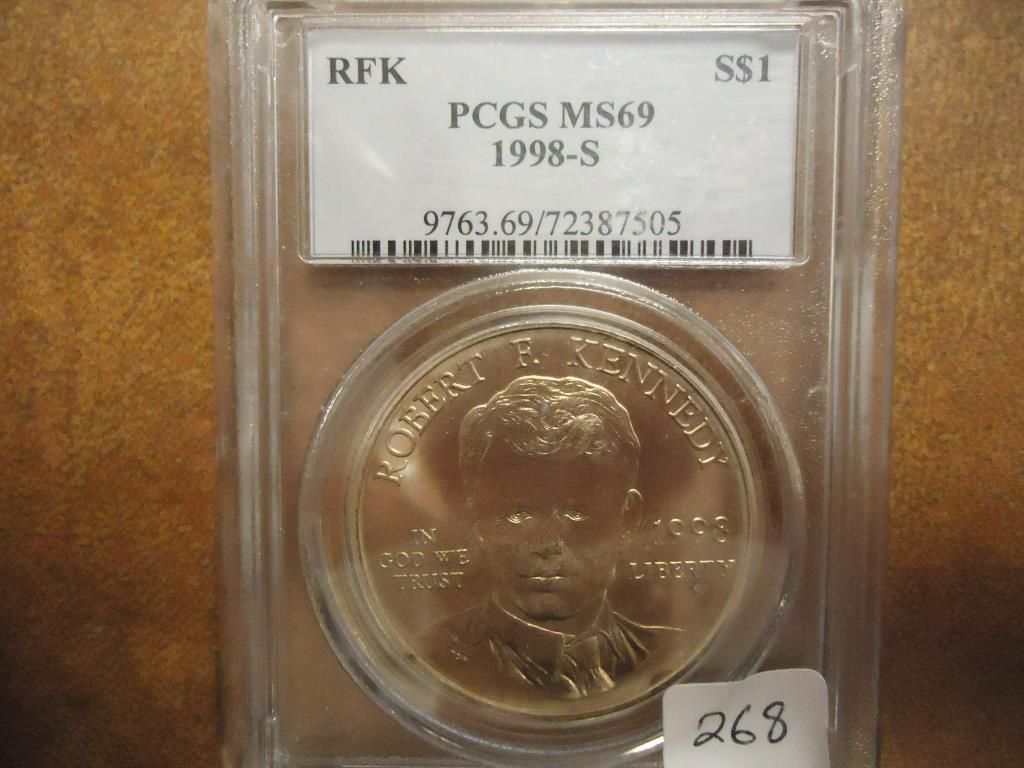 RFK S$1
PCGS MS69
1998-S
9763.69/72387505
ROBERT F. KENNEDY
IN
GOD WE
TRUST
1998
LIBERTY
268